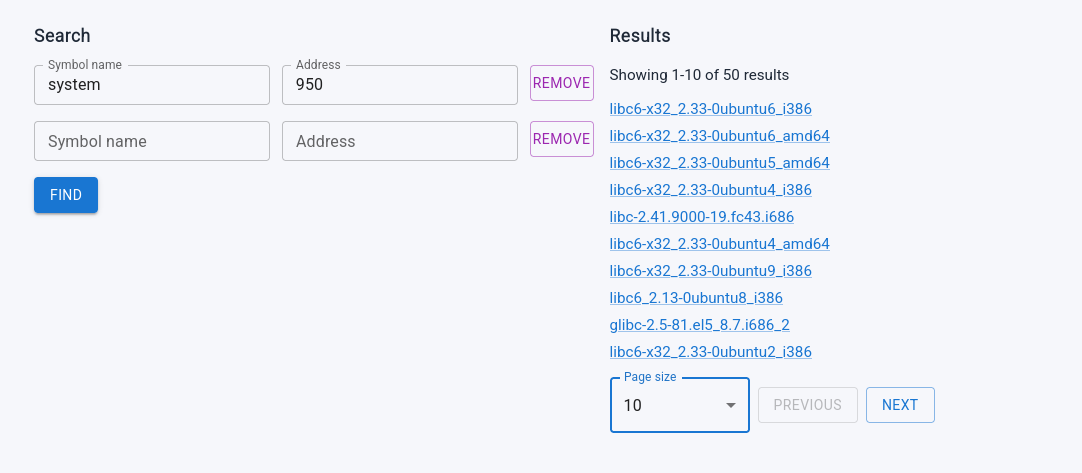 Search
Symbol name
system
Address
950
REMOVE
Symbol name
Address
REMOVE
FIND
Results
Showing 1-10 of 50 results
libc6-x32_2.33-0ubuntu6_i386
libc6-x32_2.33-0ubuntu6_amd64
libc6-x32_2.33-0ubuntu5_amd64
libc6-x32_2.33-0ubuntu4_i386
libc-2.41.9000-19.fc43.i686
libc6-x32_2.33-0ubuntu4_amd64
libc6-x32_2.33-0ubuntu9_i386
libc6_2.13-0ubuntu8_i386
glibc-2.5-81.el5_8.7.i686_2
libc6-x32_2.33-0ubuntu2_i386
Page size
10
PREVIOUS
NEXT